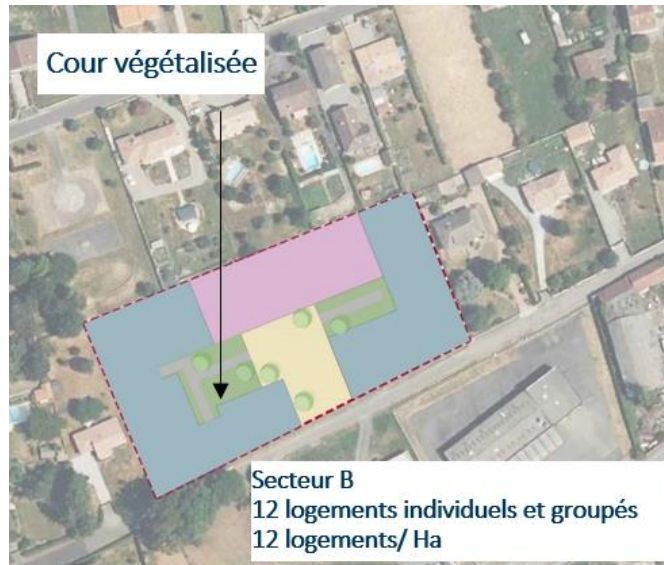 Cour végétalisée
Secteur B
12 logements individuels et groupés
12 logements/ Ha